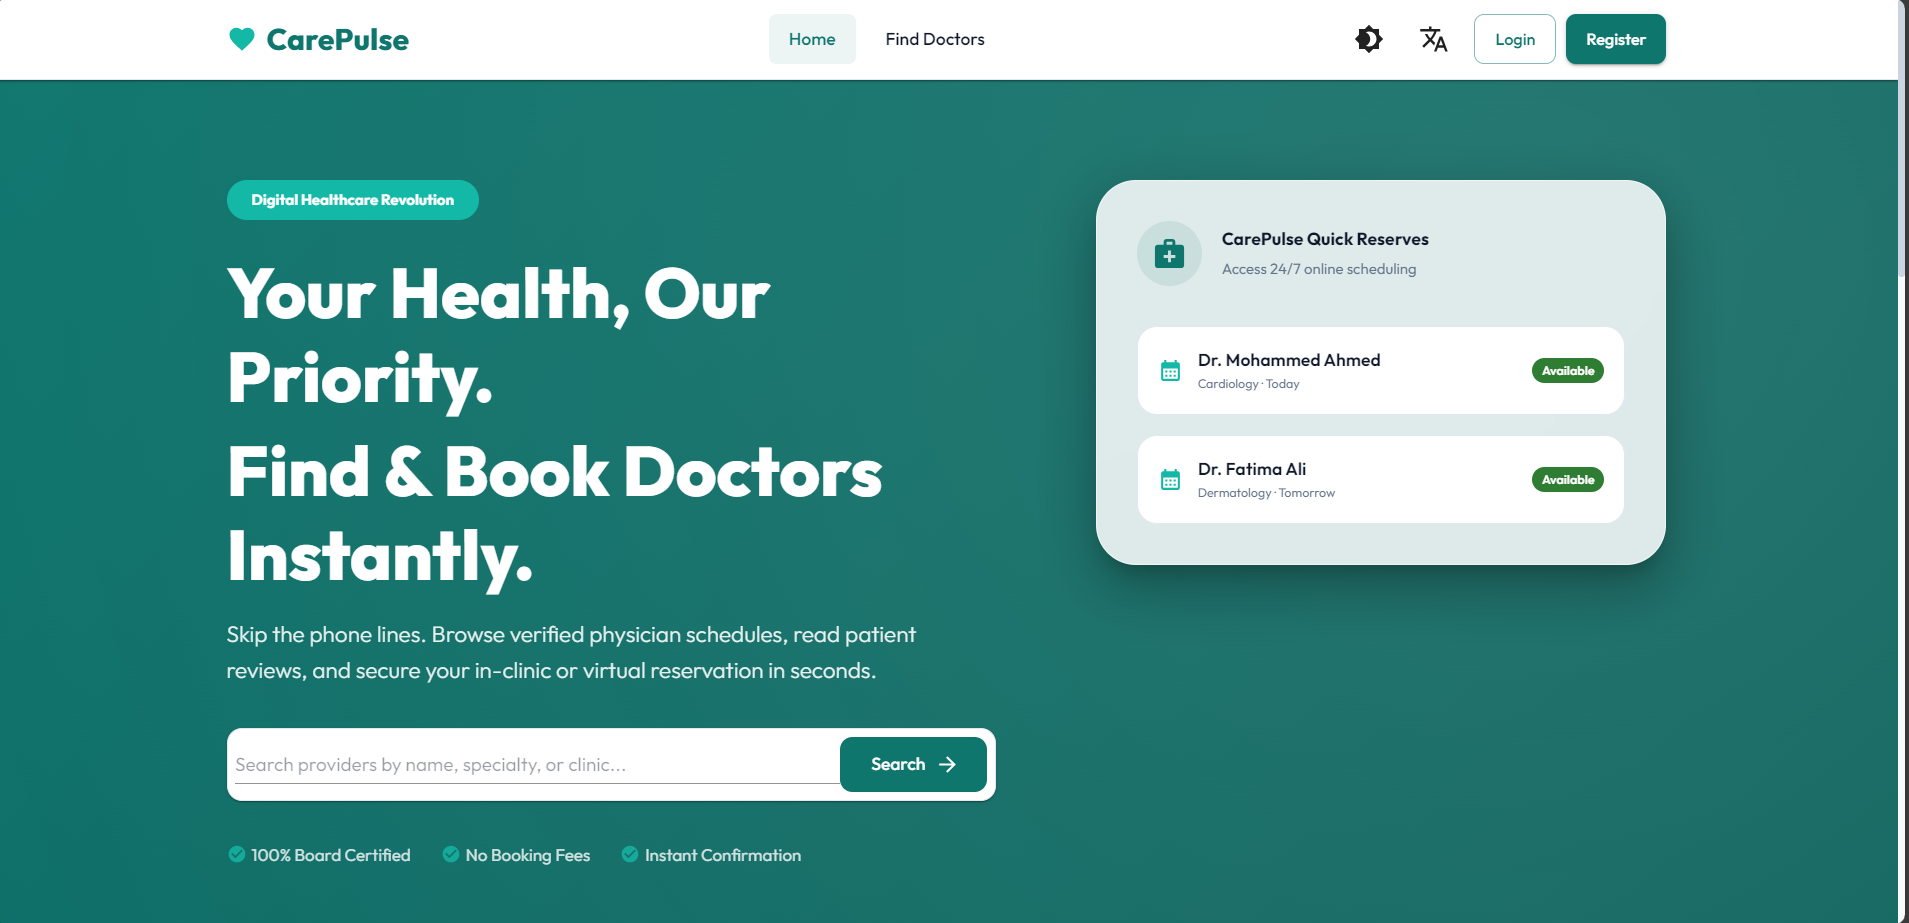 CarePulse
Home
Find Doctors
Login
Register
Digital Healthcare Revolution
Your Health, Our
Priority.
Find & Book Doctors
Instantly.
Skip the phone lines. Browse verified physician schedules, read patient
reviews, and secure your in-clinic or virtual reservation in seconds.
Search providers by name, specialty, or clinic...
Search
100% Board Certified
No Booking Fees
Instant Confirmation
CarePulse Quick Reserves
Access 24/7 online scheduling
Dr. Mohammed Ahmed
Cardiology · Today
Available
Dr. Fatima Ali
Dermatology · Tomorrow
Available